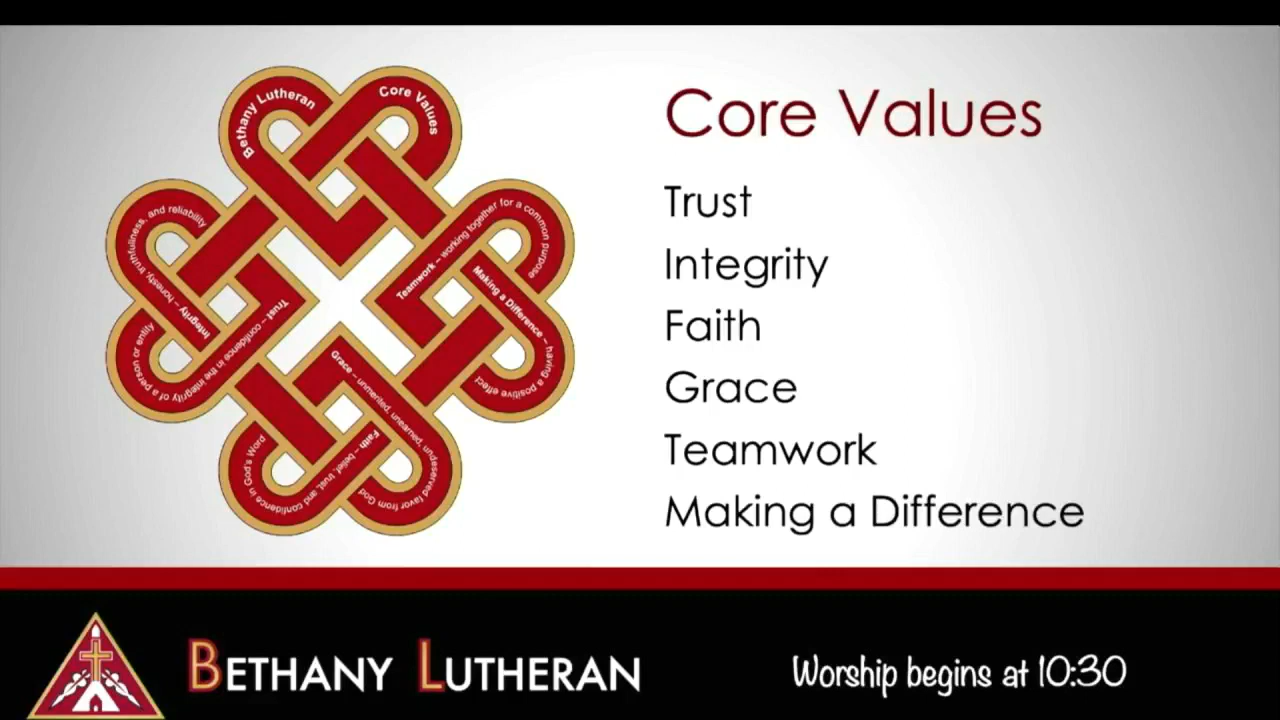 Bethany Lutheran
Core Values
Integrity – honesty, truthfulness, and reliability
Trust – confidence in the integrity of a person or entity
Teamwork – working together for a common purpose
Making a Difference – having a positive effect
Grace – unmerited, unearned, undeserved favor from God
Faith – belief, trust, and confidence in God's Word
Core Values
Trust
Integrity
Faith
Grace
Teamwork
Making a Difference
BETHANY LUTHERAN
Worship begins at 10:30